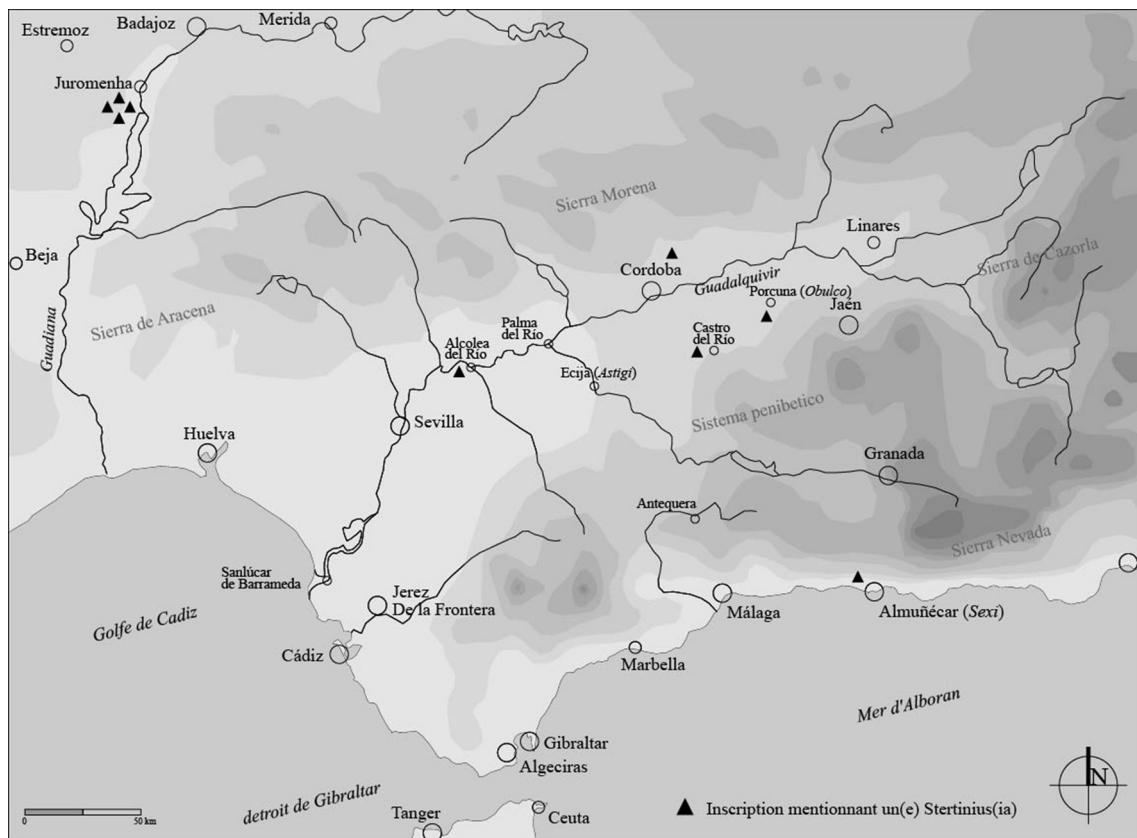 Badajoz
Merida
Estremoz
Juromenha
Sierra Morena
Linares
Beja
Cordoba
Guadalquivir
Sierra de Cazorla
Porcuna (Obulco)
Jaén
Guadiana
Sierra de Aracena
Palma
del Río
Alcolea
del Río
Castro
del Río
Ecija (Astigi)
Sistema penibetico
Sevilla
Huelva
Granada
Antequera
Sierra Nevada
Sanlúcar
de Barrameda
Jerez
De la Frontera
Golfe de Cadiz
Málaga
Almuñécar (Sexi)
Cádiz
Marbella
Mer d'Alboran
Gibraltar
Algeciras
N
detroit de Gibraltar
Tanger
Ceuta
Inscription mentionnant un(e) Stertinius(ia)
0
50 km